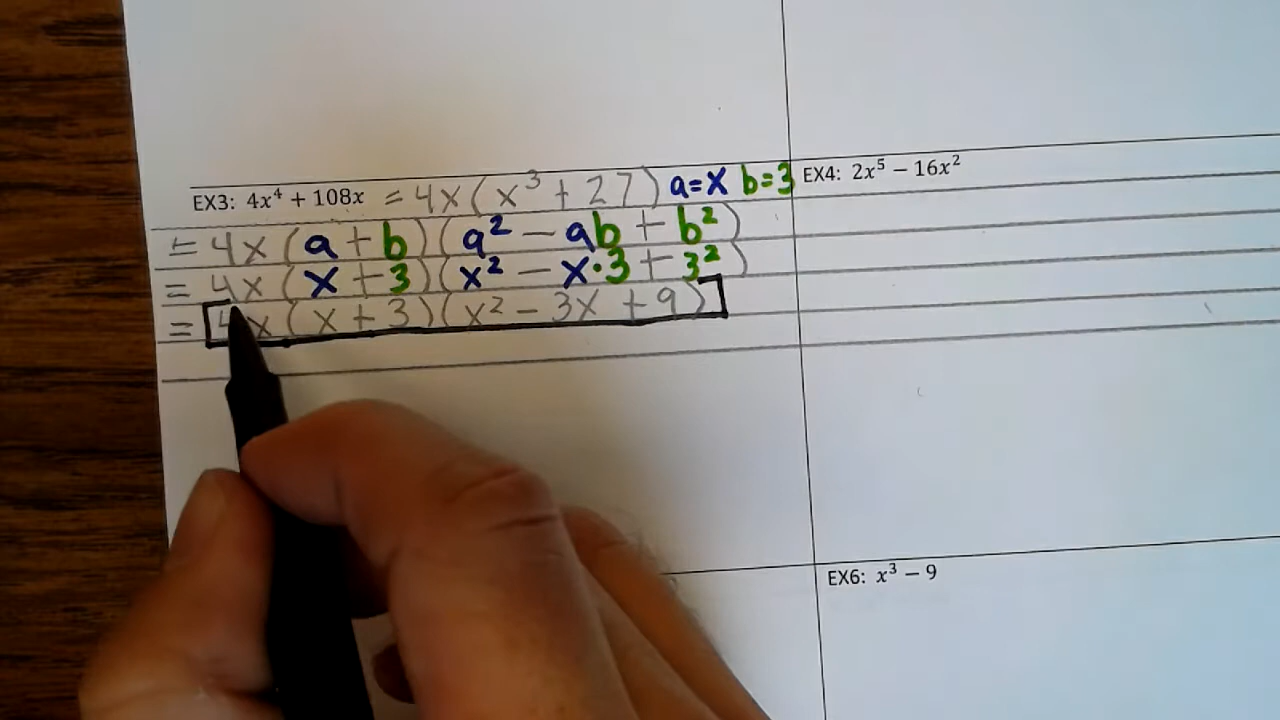 EX3: 4x⁴ + 108x = 4x(x³ + 27) a=x b=3
= 4x(a + b)(a² - ab + b²)
= 4x(x + 3)(x² - x·3 + 3²)
= 4x(x + 3)(x² - 3x + 9)
EX4: 2x⁵ − 16x²
EX6: x³ − 9